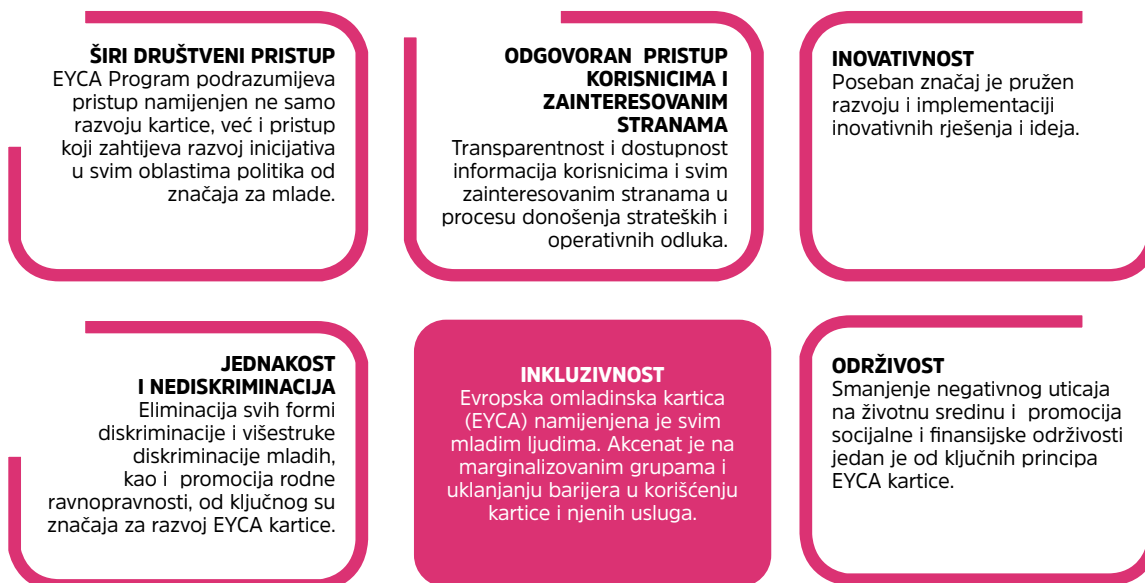 ŠIRI DRUŠTVENI PRISTUP
EYCA Program podrazumijeva
pristup namijenjen ne samo
razvoju kartice, već i pristup
koji zahtijeva razvoj inicijativa
u svim oblastima politika od
značaja za mlade.
ODGOVORAN PRISTUP
KORISNICIMA I
ZAINTERESOVANIM
STRANAMA
Transparentnost i dostupnost
informacija korisnicima i svim
zainteresovanim stranama u
procesu donošenja strateških i
operativnih odluka.
INOVATIVNOST
Poseban značaj je pružen
razvoju i implementaciji
inovativnih rješenja i ideja.
JEDNAKOST
I NEDISKRIMINACIJA
Eliminacija svih formi
diskriminacije i višestruke
diskriminacije mladih,
kao i promocija rodne
ravnopravnosti, od ključnog su
značaja za razvoj EYCA kartice.
INKLUZIVNOST
Evropska omladinska kartica
(EYCA) namijenjena je svim
mladim ljudima. Akcenat je na
marginalizovanim grupama i
uklanjanju barijera u korišćenju
kartice i njenih usluga.
ODRŽIVOST
Smanjenje negativnog uticaja
na životnu sredinu i promocija
socijalne i finansijske održivosti
jedan je od ključnih principa
EYCA kartice.